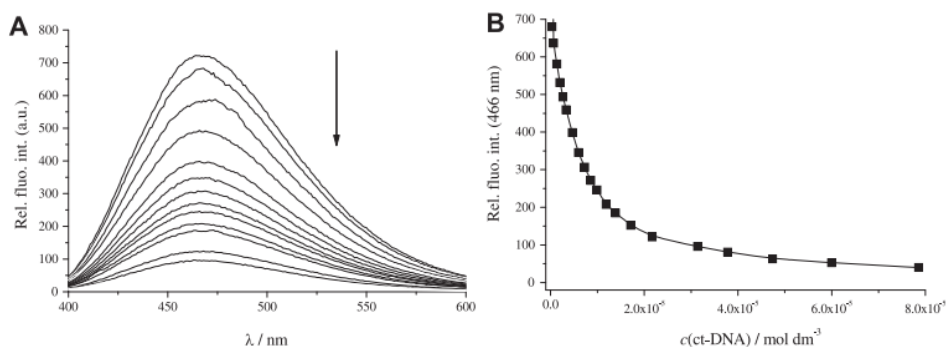 A
800
700
600
500
400
300
200
100
0
400
450
500
550
600
λ / nm
Rel. fluo. int. (a.u.)
B
700
600
500
400
300
200
100
0
0.0
2.0x10⁻⁵
4.0x10⁻⁵
6.0x10⁻⁵
8.0x10⁻⁵
c(ct-DNA) / mol dm⁻³
Rel. fluo. int. (466 nm)